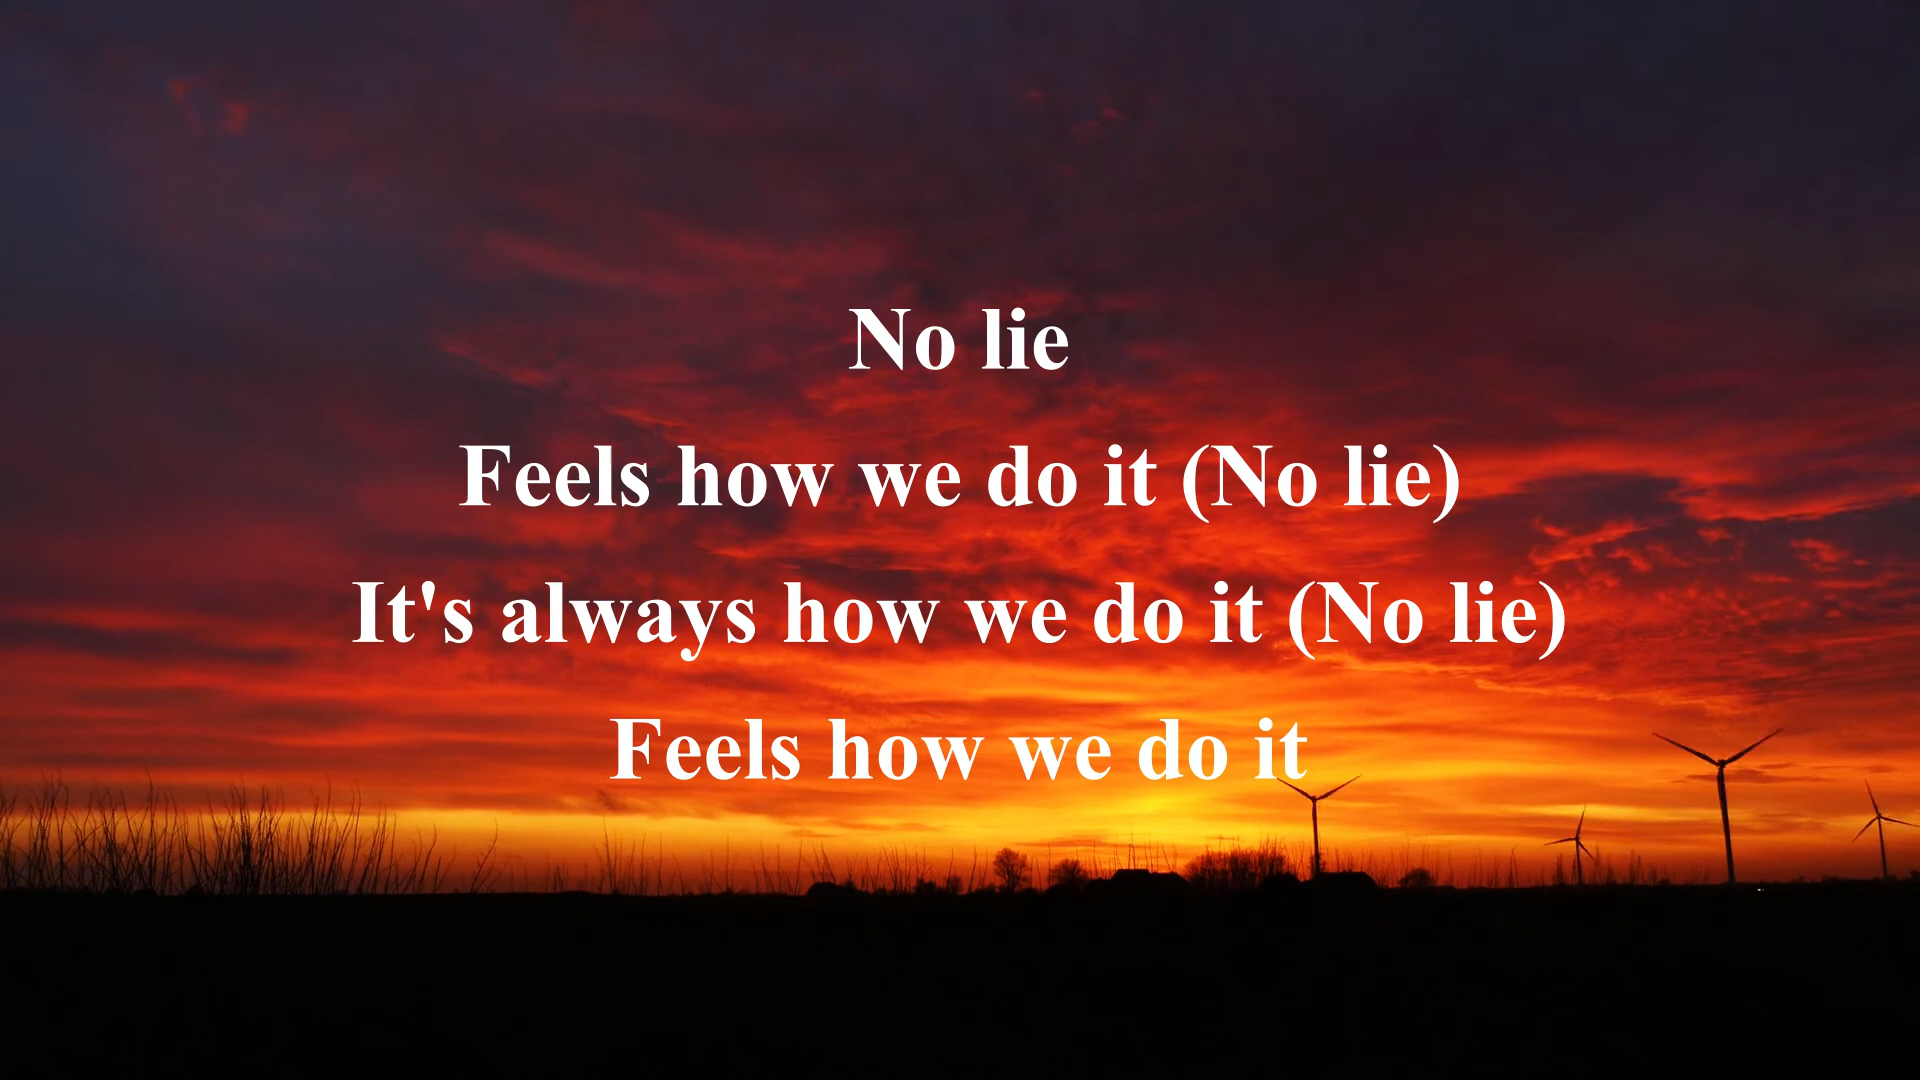 No lie
Feels how we do it (No lie)
It's always how we do it (No lie)
Feels how we do it